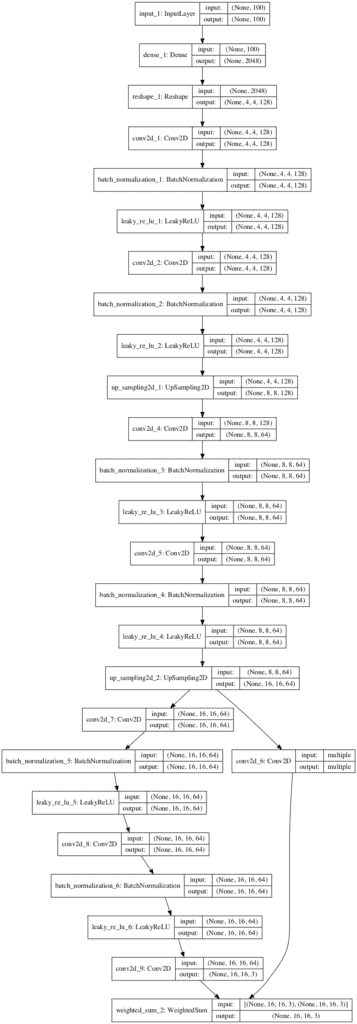 input_1: InputLayer input: (None, 100)
output: (None, 100)
dense_1: Dense input: (None, 100)
output: (None, 2048)
reshape_1: Reshape input: (None, 2048)
output: (None, 4, 4, 128)
conv2d_1: Conv2D input: (None, 4, 4, 128)
output: (None, 4, 4, 128)
batch_normalization_1: BatchNormalization input: (None, 4, 4, 128)
output: (None, 4, 4, 128)
leaky_re_lu_1: LeakyReLU input: (None, 4, 4, 128)
output: (None, 4, 4, 128)
conv2d_2: Conv2D input: (None, 4, 4, 128)
output: (None, 4, 4, 128)
batch_normalization_2: BatchNormalization input: (None, 4, 4, 128)
output: (None, 4, 4, 128)
leaky_re_lu_2: LeakyReLU input: (None, 4, 4, 128)
output: (None, 4, 4, 128)
up_sampling2d_1: UpSampling2D input: (None, 4, 4, 128)
output: (None, 8, 8, 128)
conv2d_4: Conv2D input: (None, 8, 8, 128)
output: (None, 8, 8, 64)
batch_normalization_3: BatchNormalization input: (None, 8, 8, 64)
output: (None, 8, 8, 64)
leaky_re_lu_3: LeakyReLU input: (None, 8, 8, 64)
output: (None, 8, 8, 64)
conv2d_5: Conv2D input: (None, 8, 8, 64)
output: (None, 8, 8, 64)
batch_normalization_4: BatchNormalization input: (None, 8, 8, 64)
output: (None, 8, 8, 64)
leaky_re_lu_4: LeakyReLU input: (None, 8, 8, 64)
output: (None, 8, 8, 64)
up_sampling2d_2: UpSampling2D input: (None, 8, 8, 64)
output: (None, 16, 16, 64)
conv2d_7: Conv2D input: (None, 16, 16, 64)
output: (None, 16, 16, 64)
batch_normalization_5: BatchNormalization input: (None, 16, 16, 64)
output: (None, 16, 16, 64)
conv2d_6: Conv2D input: multiple
output: multiple
leaky_re_lu_5: LeakyReLU input: (None, 16, 16, 64)
output: (None, 16, 16, 64)
conv2d_8: Conv2D input: (None, 16, 16, 64)
output: (None, 16, 16, 64)
batch_normalization_6: BatchNormalization input: (None, 16, 16, 64)
output: (None, 16, 16, 64)
leaky_re_lu_6: LeakyReLU input: (None, 16, 16, 64)
output: (None, 16, 16, 64)
conv2d_9: Conv2D input: (None, 16, 16, 64)
output: (None, 16, 16, 3)
weighted_sum_2: WeightedSum input: [(None, 16, 16, 3), (None, 16, 16, 3)]
output: (None, 16, 16, 3)